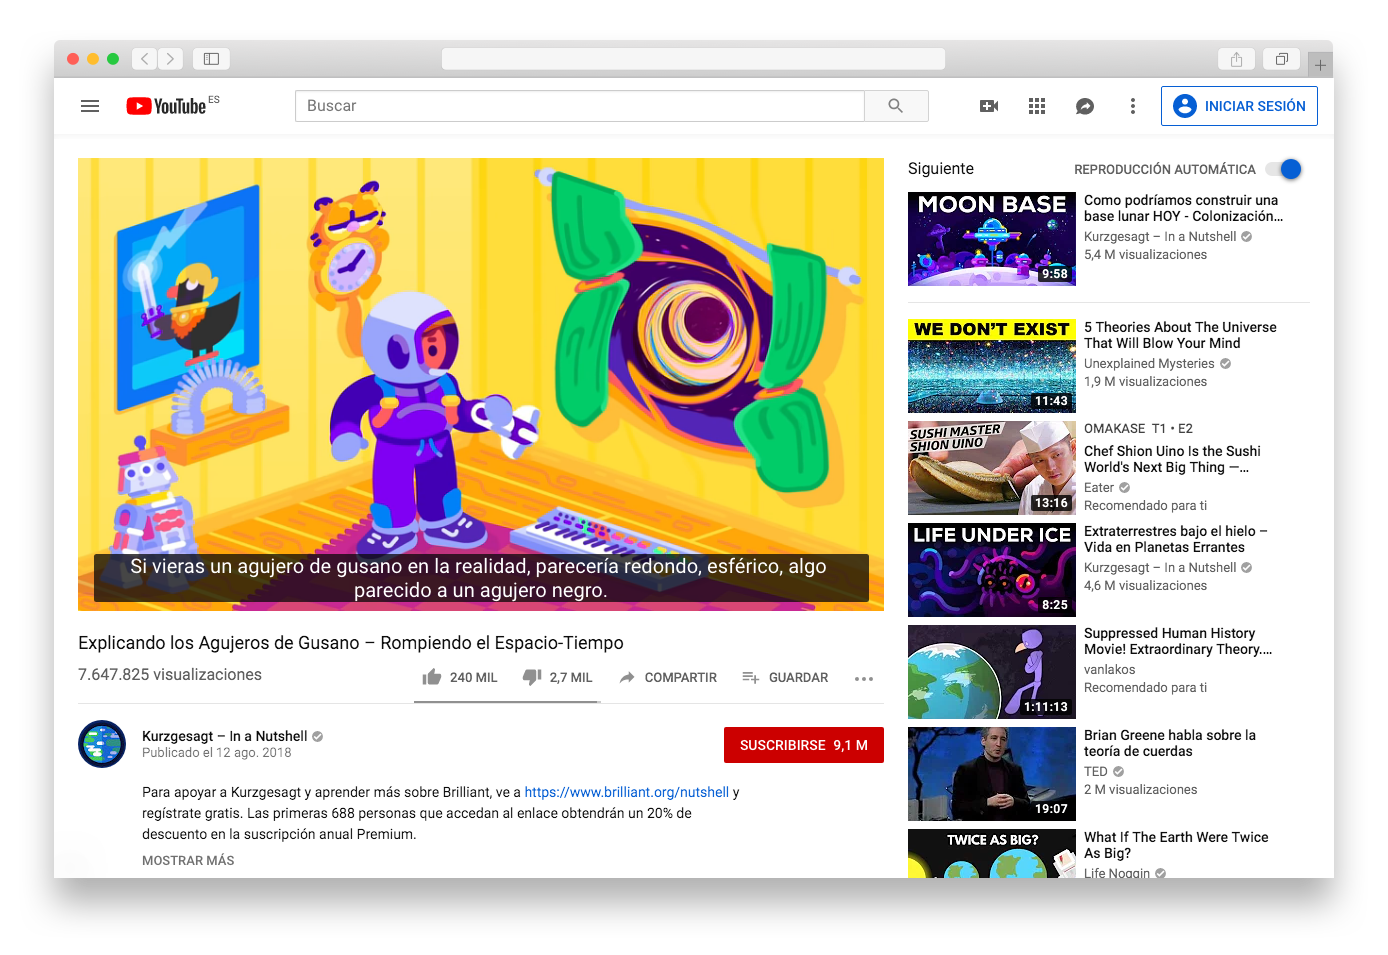 YouTube ES
Buscar
INICIAR SESIÓN
Si vieras un agujero de gusano en la realidad, parecería redondo, esférico, algo
parecido a un agujero negro.
Explicando los Agujeros de Gusano – Rompiendo el Espacio-Tiempo
7.647.825 visualizaciones
240 MIL
2,7 MIL
COMPARTIR
GUARDAR
Kurzgesagt – In a Nutshell
Publicado el 12 ago. 2018
SUSCRIBIRSE 9,1 M
Para apoyar a Kurzgesagt y aprender más sobre Brilliant, ve a https://www.brilliant.org/nutshell y
regístrate gratis. Las primeras 688 personas que accedan al enlace obtendrán un 20% de
descuento en la suscripción anual Premium.
MOSTRAR MÁS
Siguiente
REPRODUCCIÓN AUTOMÁTICA
MOON BASE
9:58
Como podríamos construir una
base lunar HOY - Colonización...
Kurzgesagt – In a Nutshell
5,4 M visualizaciones
WE DON'T EXIST
11:43
5 Theories About The Universe
That Will Blow Your Mind
Unexplained Mysteries
1,9 M visualizaciones
SUSHI MASTER
SHION UINO
13:16
OMAKASE T1 • E2
Chef Shion Uino Is the Sushi
World's Next Big Thing —...
Eater
Recomendado para ti
LIFE UNDER ICE
8:25
Extraterrestres bajo el hielo –
Vida en Planetas Errantes
Kurzgesagt – In a Nutshell
4,6 M visualizaciones
1:11:13
Suppressed Human History
Movie! Extraordinary Theory....
vanlakos
Recomendado para ti
19:07
Brian Greene habla sobre la
teoría de cuerdas
TED
2 M visualizaciones
TWICE AS BIG?
What If The Earth Were Twice
As Big?
Life Noggin